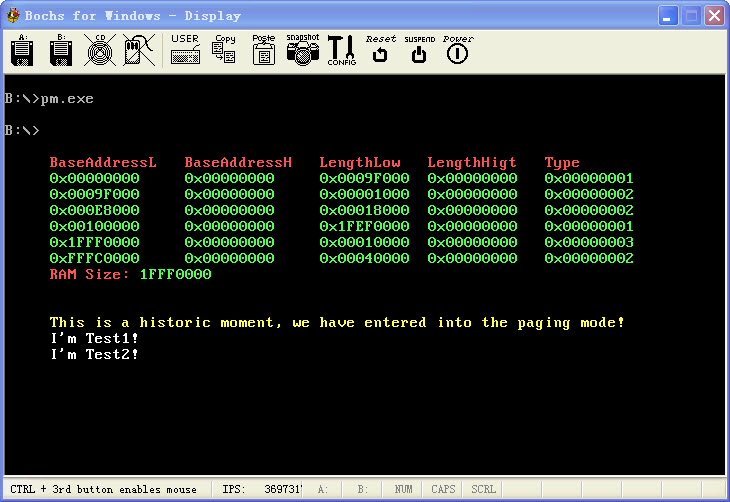 Bochs for Windows - Display
A: B: CD USER Copy Paste Snapshot CONFIG Reset SUSPEND Power
B:\>pm.exe
B:\>
BaseAddressL BaseAddressH LengthLow LengthHigt Type
0x00000000 0x00000000 0x0009F000 0x00000000 0x00000001
0x0009F000 0x00000000 0x00001000 0x00000000 0x00000002
0x000E8000 0x00000000 0x00018000 0x00000000 0x00000002
0x00100000 0x00000000 0x1FEF0000 0x00000000 0x00000001
0x1FFF0000 0x00000000 0x00010000 0x00000000 0x00000003
0xFFFC0000 0x00000000 0x00040000 0x00000000 0x00000002
RAM Size: 1FFF0000
This is a historic moment, we have entered into the paging mode!
I'm Test1!
I'm Test2!
CTRL + 3rd button enables mouse IPS: 369731 A: B: NUM CAPS SCRL